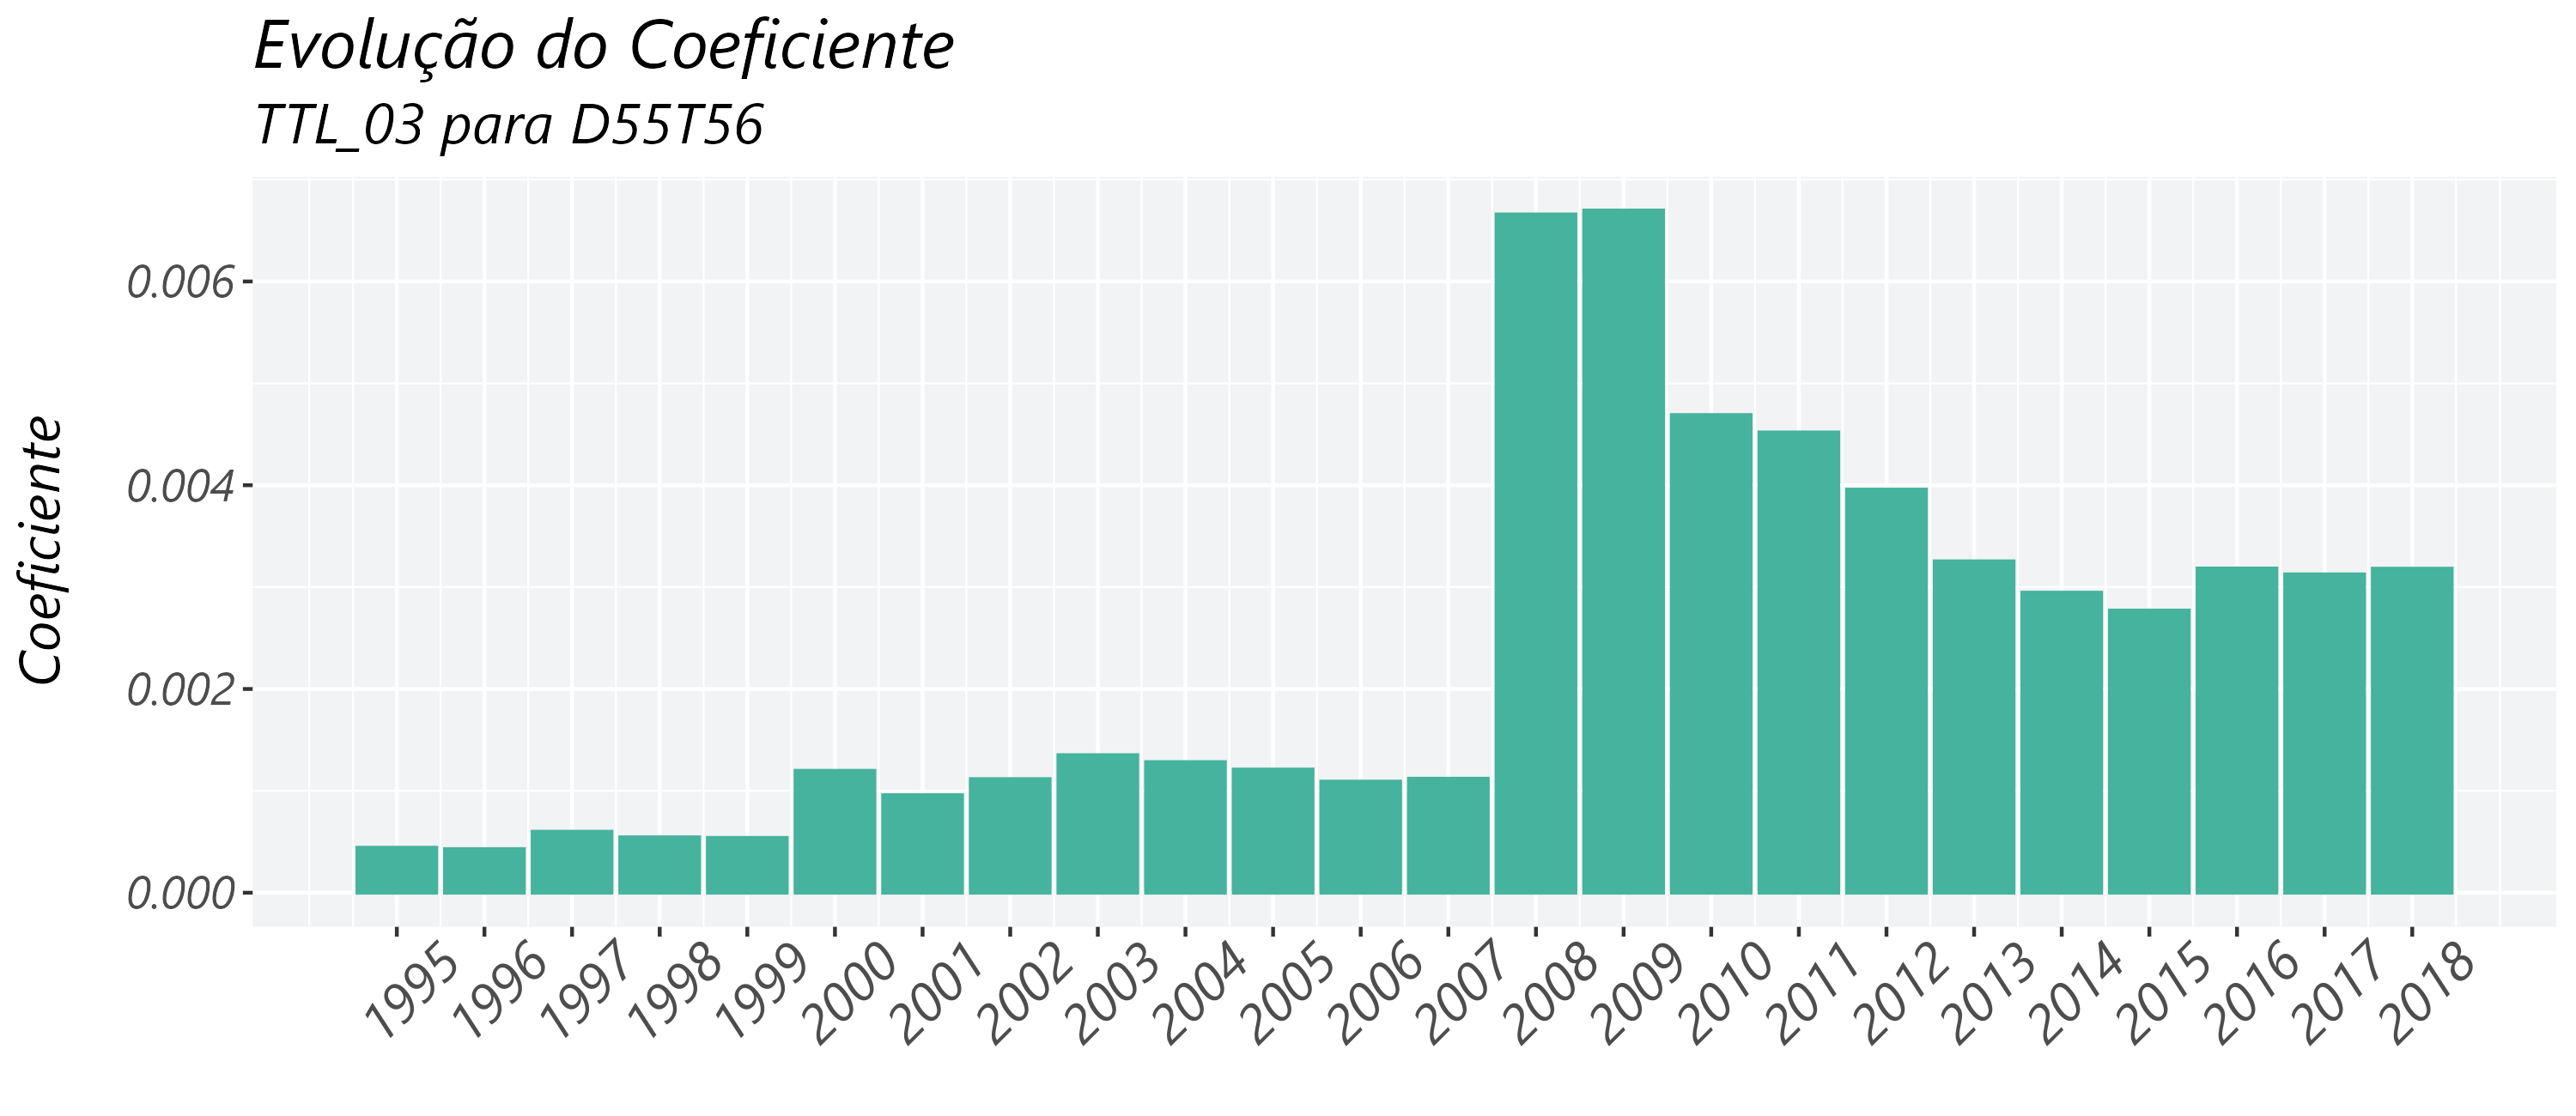 Evolução do Coeficiente
TTL_03 para D55T56
Coeficiente
0.006
0.004
0.002
0.000
1995 1996 1997 1998 1999 2000 2001 2002 2003 2004 2005 2006 2007 2008 2009 2010 2011 2012 2013 2014 2015 2016 2017 2018